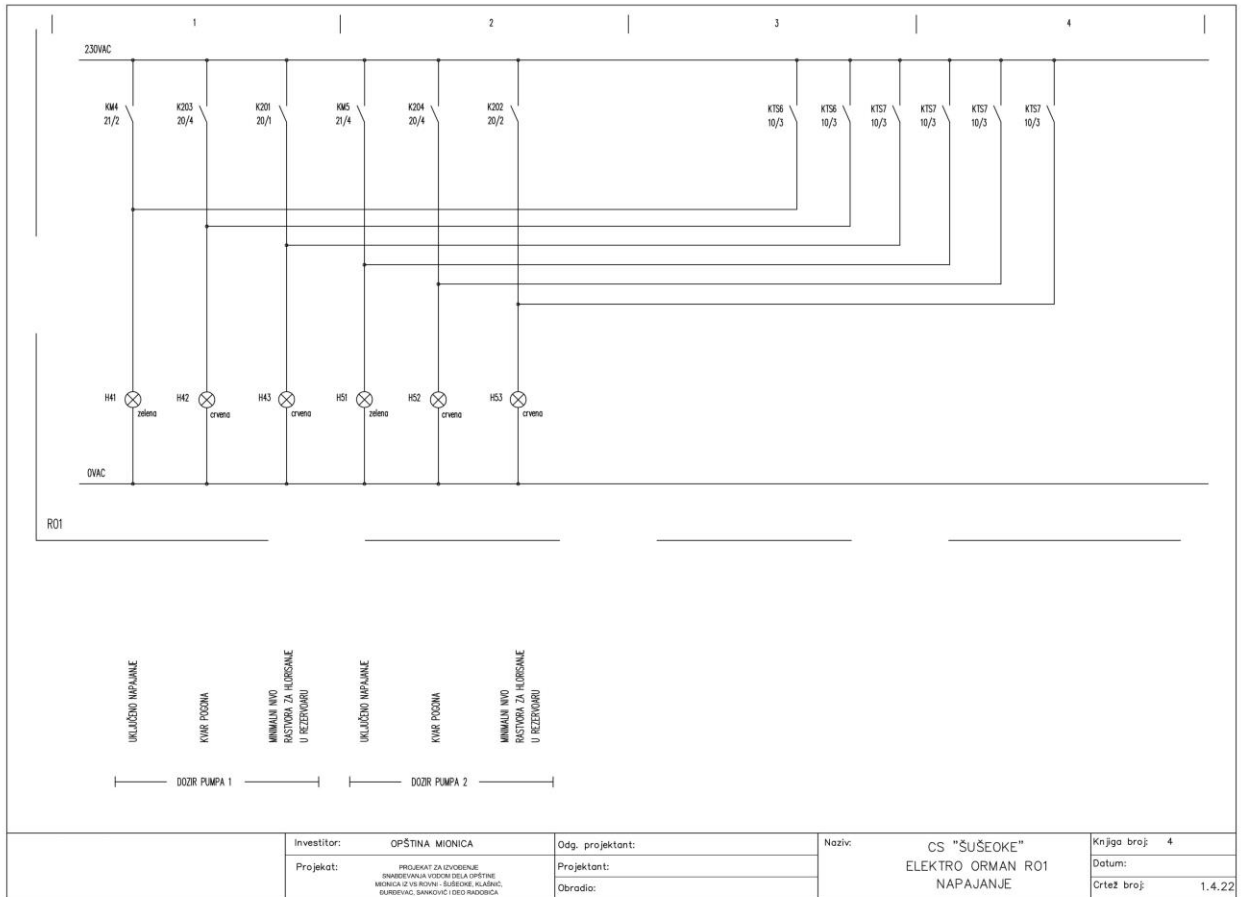 1 2 3 4
230VAC
KM4 K203 K201 KM5 K204 K202 KTS6 KTS6 KTS7 KTS7 KTS7 KTS7
21/2 20/4 20/1 21/4 20/4 20/2 10/3 10/3 10/3 10/3 10/3 10/3
H41 H42 H43 H51 H52 H53
zelena crvena crvena zelena crvena crvena
0VAC
R01
UKLJUČENO NAPAJANJE
KVAR POGONA
MINIMALNI NIVO
RASTVORA ZA HLORISANJE
U REZERVOARU
UKLJUČENO NAPAJANJE
KVAR POGONA
MINIMALNI NIVO
RASTVORA ZA HLORISANJE
U REZERVOARU
DOZIR PUMPA 1 DOZIR PUMPA 2
Investitor: OPŠTINA MIONICA
Projekat: PROJEKAT ZA IZVOĐENJE
SNABDEVANJA VODOM DELA OPŠTINE
MIONICA IZ VS ROVNI - ŠUŠEOKE, KLAŠNIĆ,
ĐURĐEVAC, SANKOVIĆ I DEO RADOBIĆA
Odg. projektant:
Projektant:
Obradio:
Naziv: CS "ŠUŠEOKE"
ELEKTRO ORMAN RO1
NAPAJANJE
Knjiga broj: 4
Datum:
Crtež broj: 1.4.22